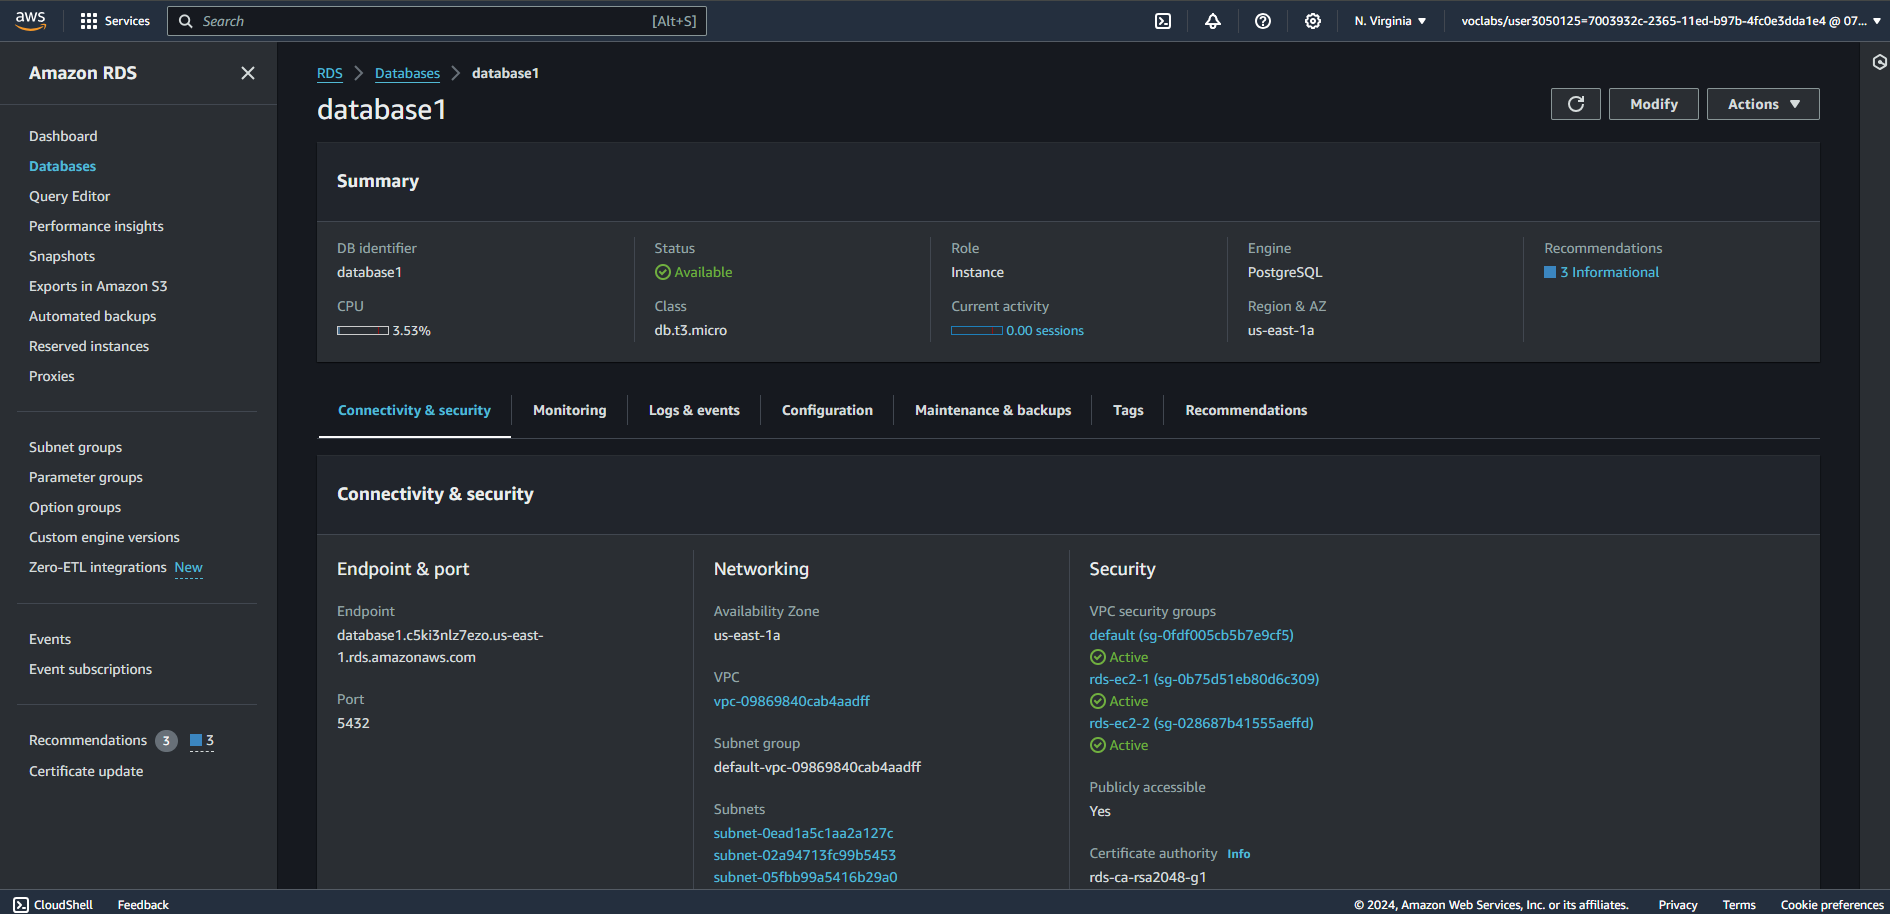 aws
Services
Search
[Alt+S]
N. Virginia
voclabs/user3050125=7003932c-2365-11ed-b97b-4fc0e3dda1e4 @ 07...
Amazon RDS
Dashboard
Databases
Query Editor
Performance insights
Snapshots
Exports in Amazon S3
Automated backups
Reserved instances
Proxies
Subnet groups
Parameter groups
Option groups
Custom engine versions
Zero-ETL integrations New
Events
Event subscriptions
Recommendations 3 3
Certificate update
RDS > Databases > database1
database1
Modify
Actions
Summary
DB identifier
database1
CPU
3.53%
Status
Available
Class
db.t3.micro
Role
Instance
Current activity
0.00 sessions
Engine
PostgreSQL
Region & AZ
us-east-1a
Recommendations
3 Informational
Connectivity & security
Monitoring
Logs & events
Configuration
Maintenance & backups
Tags
Recommendations
Connectivity & security
Endpoint & port
Endpoint
database1.c5ki3nlz7ezo.us-east-
1.rds.amazonaws.com
Port
5432
Networking
Availability Zone
us-east-1a
VPC
vpc-09869840cab4aadff
Subnet group
default-vpc-09869840cab4aadff
Subnets
subnet-0ead1a5c1aa2a127c
subnet-02a94713fc99b5453
subnet-05fbb99a5416b29a0
Security
VPC security groups
default (sg-0fdf005cb5b7e9cf5)
Active
rds-ec2-1 (sg-0b75d51eb80d6c309)
Active
rds-ec2-2 (sg-028687b41555aeffd)
Active
Publicly accessible
Yes
Certificate authority Info
rds-ca-rsa2048-g1
CloudShell
Feedback
© 2024, Amazon Web Services, Inc. or its affiliates.
Privacy
Terms
Cookie preferences